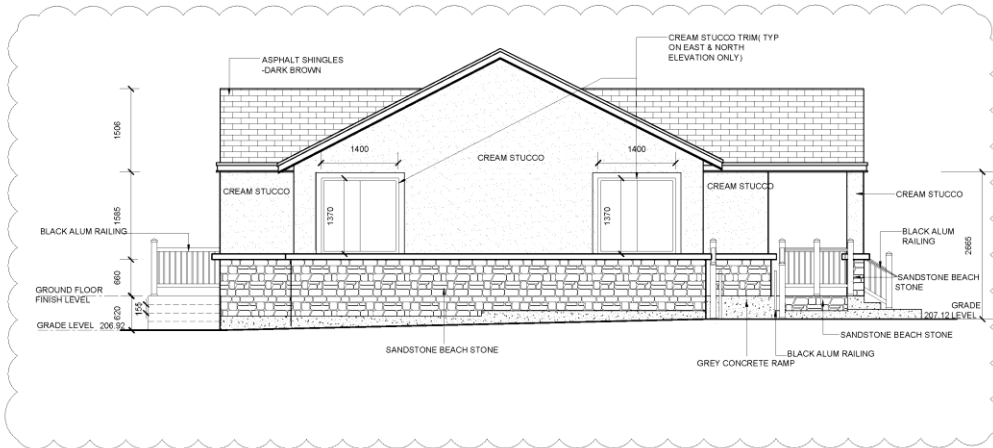 CREAM STUCCO TRIM( TYP
ON EAST & NORTH
ELEVATION ONLY)
ASPHALT SHINGLES
-DARK BROWN
1506
1400
CREAM STUCCO
1400
CREAM STUCCO
CREAM STUCCO
CREAM STUCCO
1585
1370
1370
2665
BLACK ALUM RAILING
BLACK ALUM
RAILING
660
SANDSTONE BEACH
STONE
GROUND FLOOR
FINISH LEVEL
155
620
GRADE
207.12 LEVEL
GRADE LEVEL 206.92
SANDSTONE BEACH STONE
SANDSTONE BEACH STONE
BLACK ALUM RAILING
GREY CONCRETE RAMP